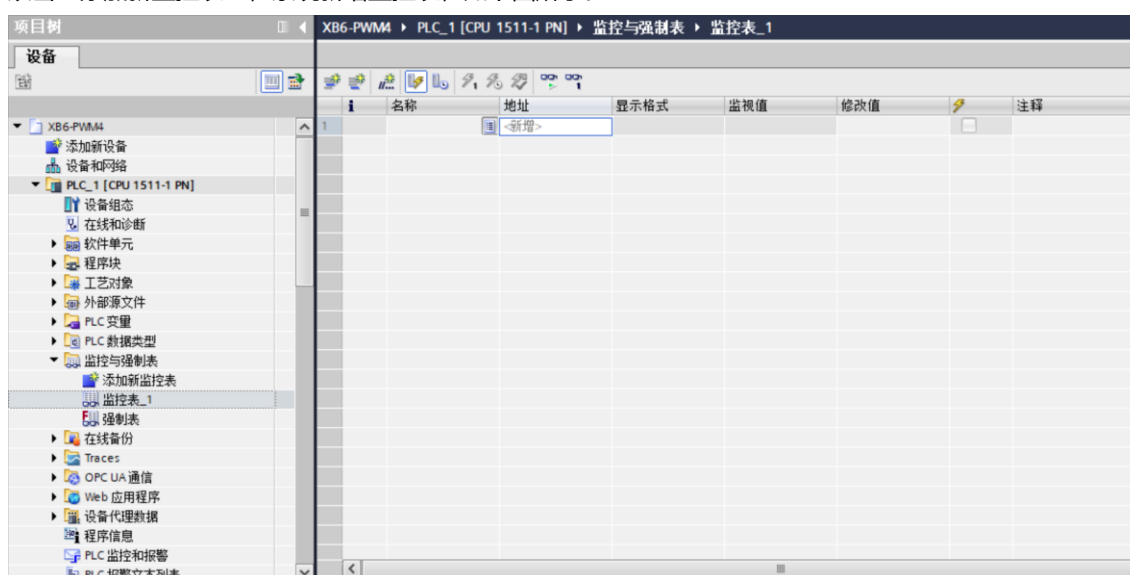 项目树
XB6-PWM4 ▸ PLC_1 [CPU 1511-1 PN] ▸ 监控与强制表 ▸ 监控表_1
设备
i 名称 地址 显示格式 监视值 修改值 注释
1 <新增>
XB6-PWM4
添加新设备
设备和网络
PLC_1 [CPU 1511-1 PN]
设备组态
在线和诊断
软件单元
程序块
工艺对象
外部源文件
PLC 变量
PLC 数据类型
监控与强制表
添加新监控表
监控表_1
强制表
在线备份
Traces
OPC UA 通信
Web 应用程序
设备代理数据
程序信息
PLC 监控和报警
PLC 报警文本列表